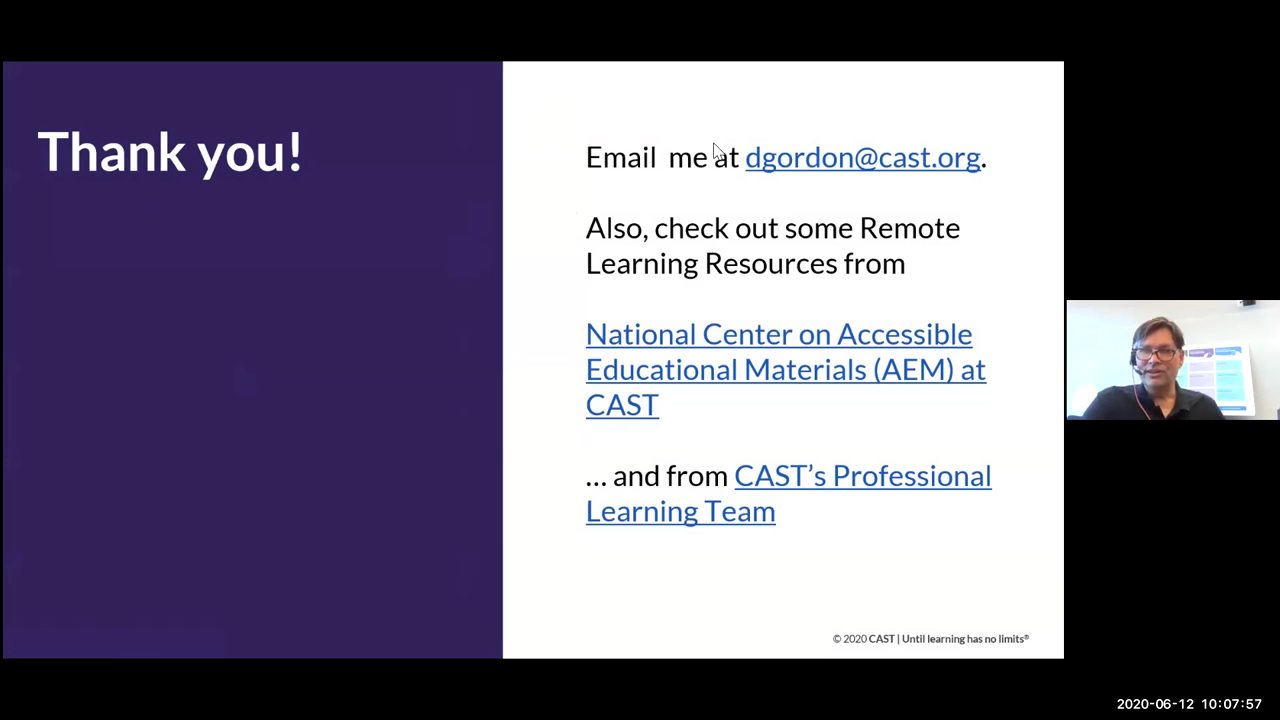 Thank you!
Email me at dgordon@cast.org.
Also, check out some Remote
Learning Resources from
National Center on Accessible
Educational Materials (AEM) at
CAST
... and from CAST’s Professional
Learning Team
© 2020 CAST | Until learning has no limits®
2020-06-12 10:07:57